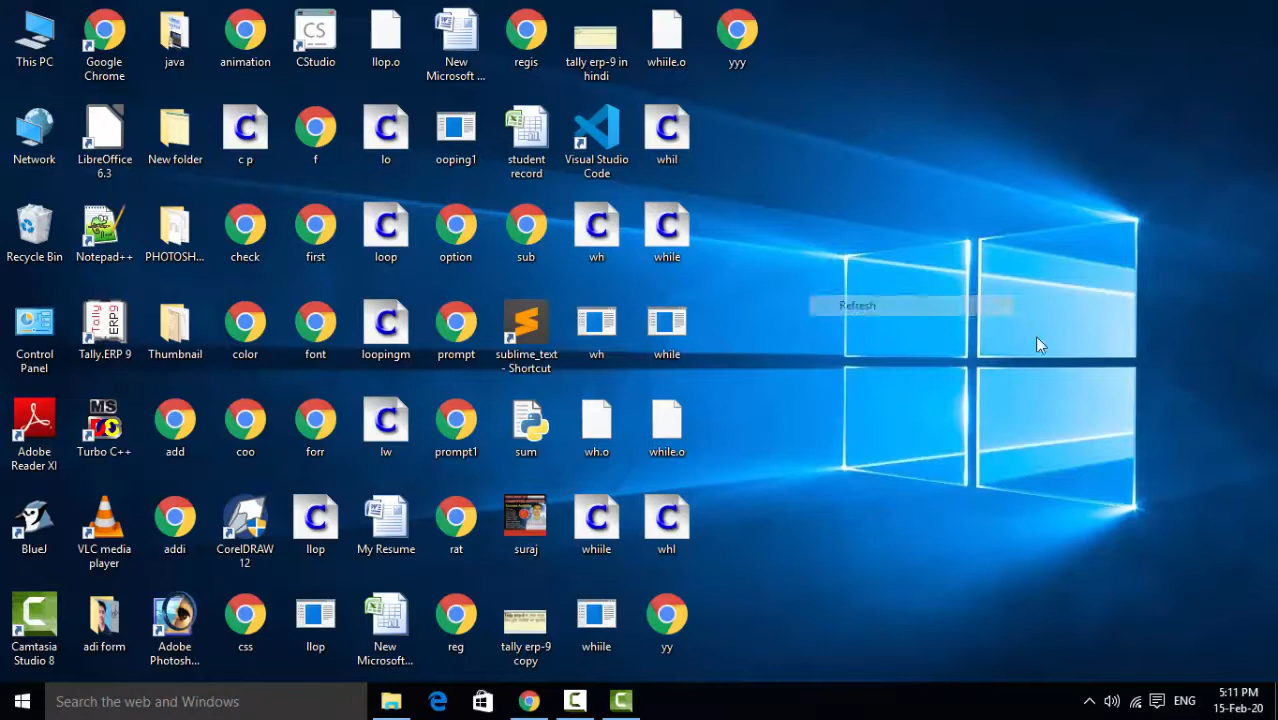 This PC
Google
Chrome
java
animation
CStudio
llop.o
New
Microsoft ...
regis
tally erp-9 in
hindi
whiile.o
yyy
Network
LibreOffice
6.3
New folder
c p
f
lo
ooping1
student
record
Visual Studio
Code
whil
Recycle Bin
Notepad++
PHOTOSH...
check
first
loop
option
sub
wh
while
Refresh
Control
Panel
Tally.ERP 9
Thumbnail
color
font
loopingm
prompt
sublime_text
- Shortcut
wh
while
Adobe
Reader XI
Turbo C++
add
coo
forr
lw
prompt1
sum
wh.o
while.o
BlueJ
VLC media
player
addi
CorelDRAW
12
llop
My Resume
rat
suraj
whiile
whl
Camtasia
Studio 8
adi form
Adobe
Photosh...
css
llop
New
Microsoft...
reg
tally erp-9
copy
whiile
yy
Search the web and Windows
ENG
5:11 PM
15-Feb-20